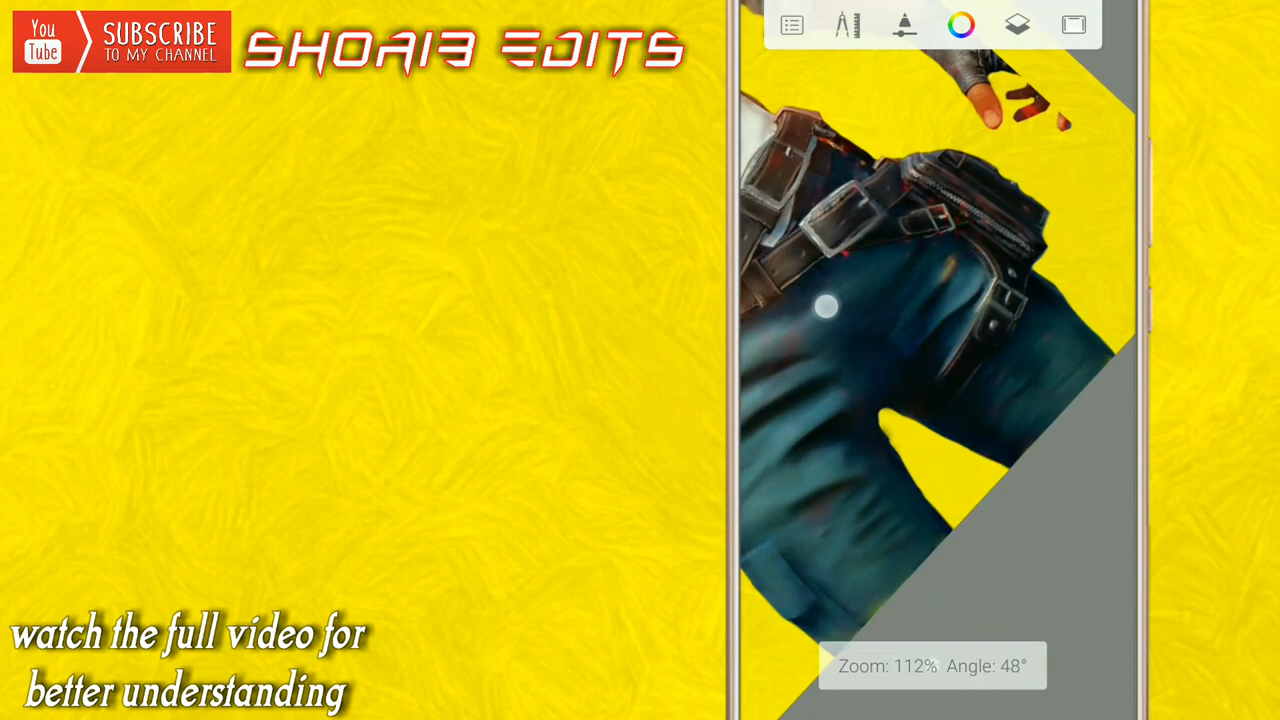 You
Tube
SUBSCRIBE
TO MY CHANNEL
SHOAIB EDITS
Zoom: 112% Angle: 48°
watch the full video for
better understanding